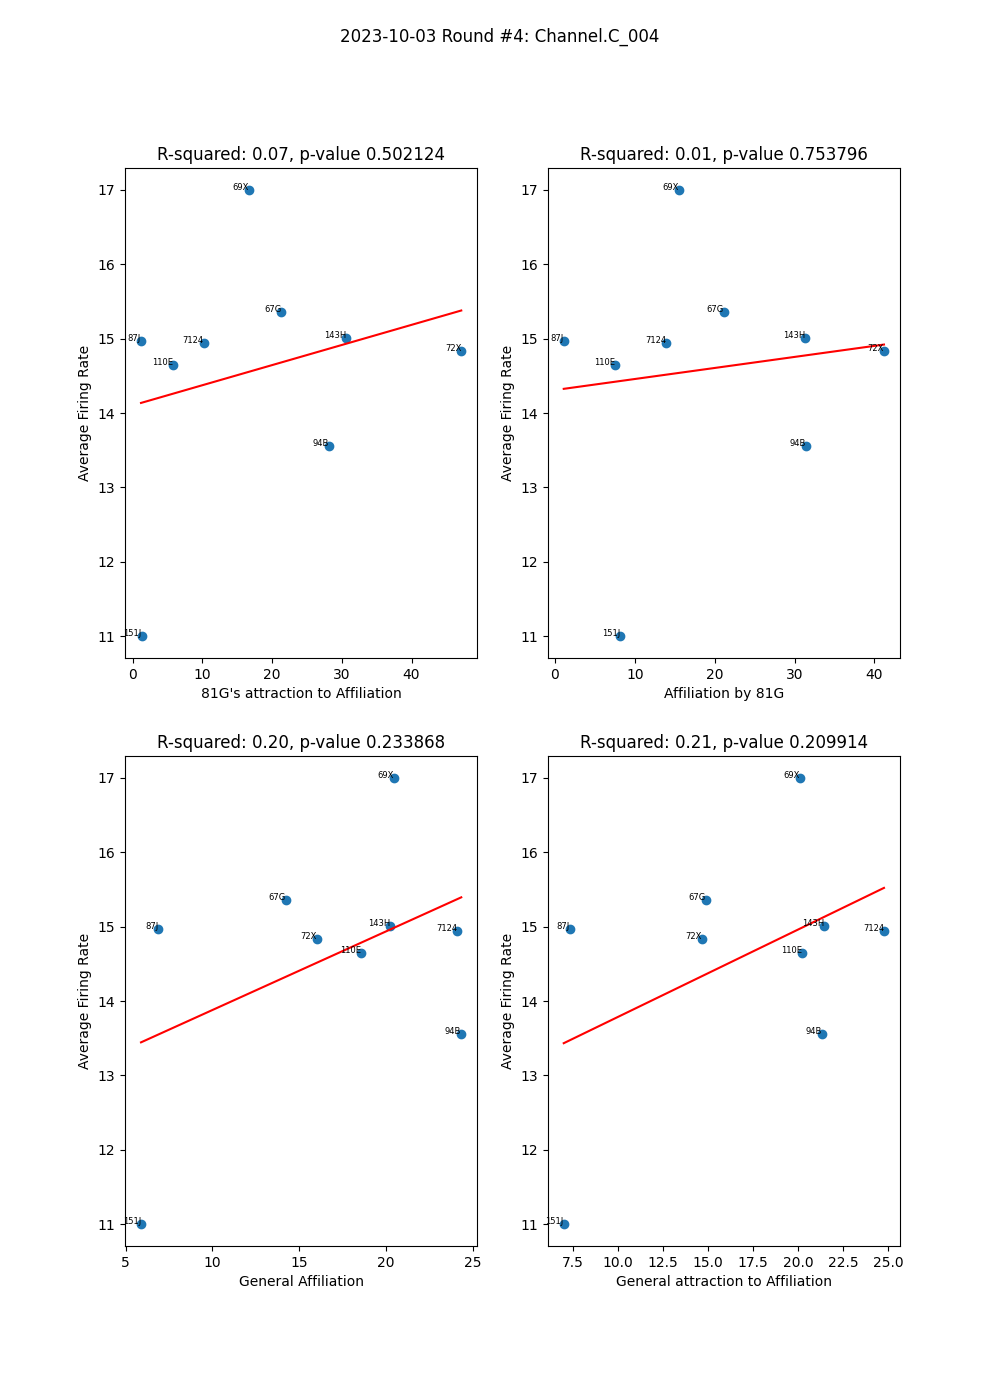 2023-10-03 Round #4: Channel.C_004
R-squared: 0.07, p-value 0.502124
Average Firing Rate
17
16
15
14
13
12
11
69X
67G
87J
7124
143H
72X
110E
94B
151J
0 10 20 30 40
81G's attraction to Affiliation
R-squared: 0.01, p-value 0.753796
Average Firing Rate
17
16
15
14
13
12
11
69X
67G
87J
7124
143H
72X
110E
94B
151J
0 10 20 30 40
Affiliation by 81G
R-squared: 0.20, p-value 0.233868
Average Firing Rate
17
16
15
14
13
12
11
69X
67G
87J
143H
7124
72X
110E
94B
151J
5 10 15 20 25
General Affiliation
R-squared: 0.21, p-value 0.209914
Average Firing Rate
17
16
15
14
13
12
11
69X
67G
87J
143H
7124
72X
110E
94B
151J
7.5 10.0 12.5 15.0 17.5 20.0 22.5 25.0
General attraction to Affiliation